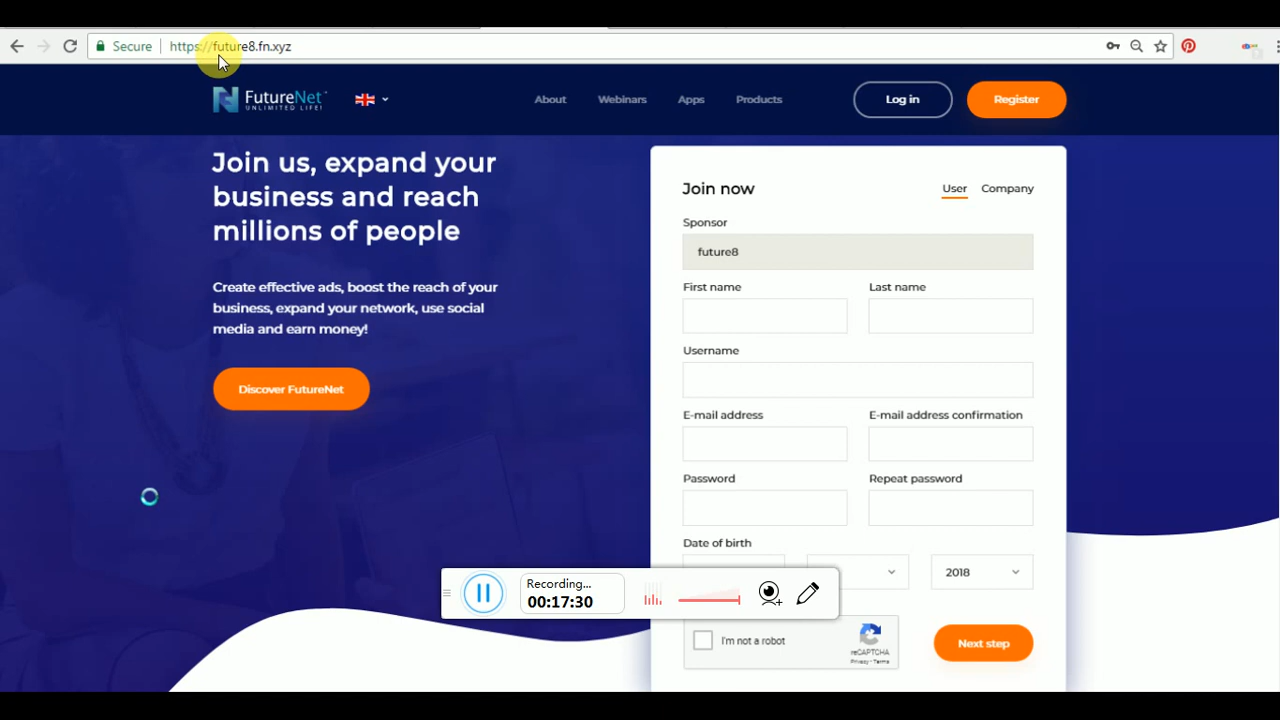 Secure https://future8.fn.xyz
FutureNet
UNLIMITED LIFE!
About Webinars Apps Products Log in Register
Join us, expand your
business and reach
millions of people
Create effective ads, boost the reach of your
business, expand your network, use social
media and earn money!
Discover FutureNet
Join now User Company
Sponsor
future8
First name Last name
Username
E-mail address E-mail address confirmation
Password Repeat password
Date of birth
2018
Recording...
00:17:30
I'm not a robot
reCAPTCHA
Privacy - Terms
Next step